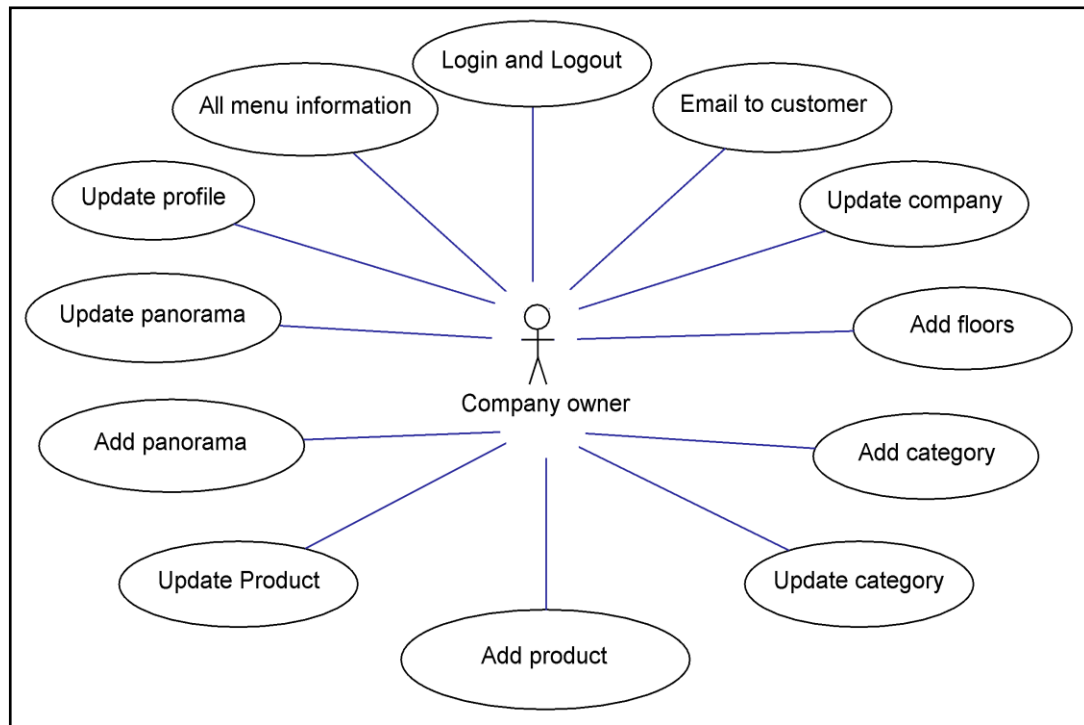 Login and Logout
All menu information
Email to customer
Update profile
Update company
Update panorama
Add floors
Company owner
Add panorama
Add category
Update Product
Update category
Add product